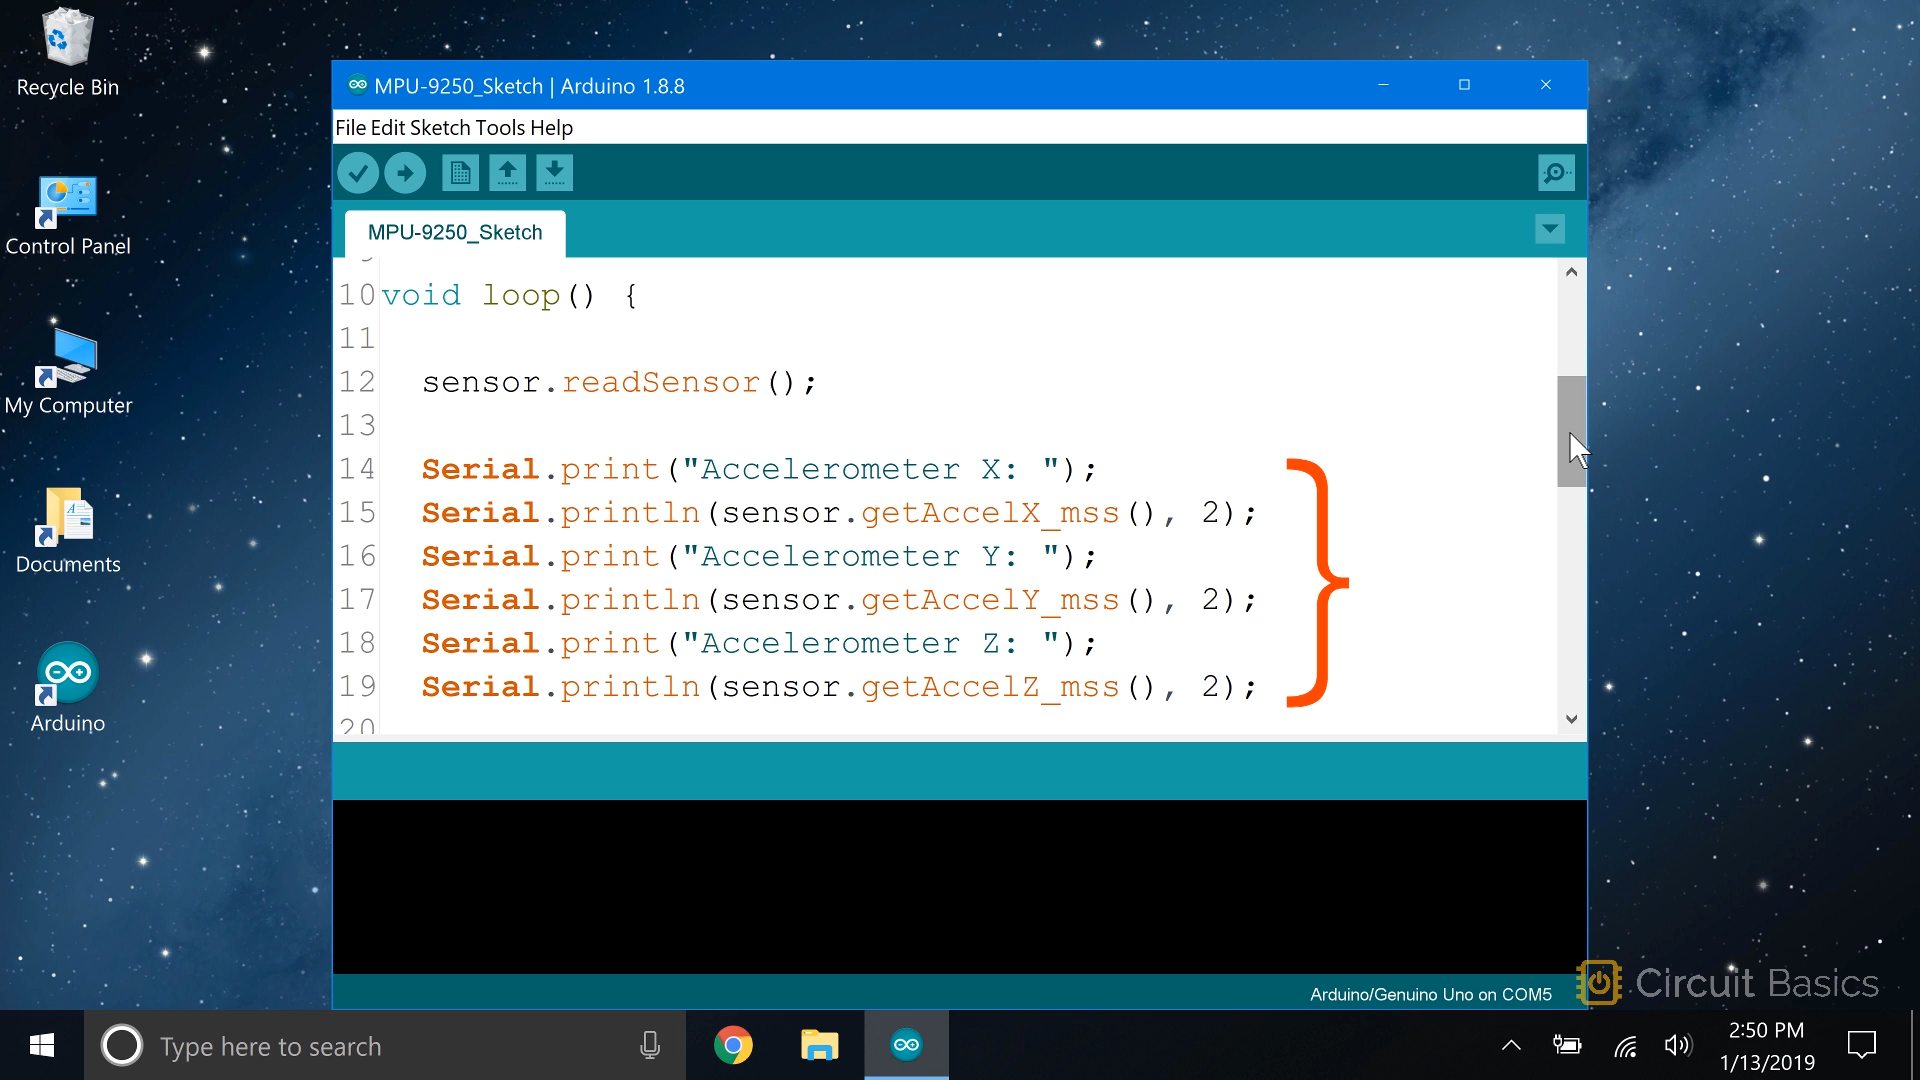 Recycle Bin
Control Panel
My Computer
Documents
Arduino
MPU-9250_Sketch | Arduino 1.8.8
File Edit Sketch Tools Help
MPU-9250_Sketch
10 void loop() {
11
12 sensor.readSensor();
13
14 Serial.print("Accelerometer X: ");
15 Serial.println(sensor.getAccelX_mss(), 2);
16 Serial.print("Accelerometer Y: ");
17 Serial.println(sensor.getAccelY_mss(), 2);
18 Serial.print("Accelerometer Z: ");
19 Serial.println(sensor.getAccelZ_mss(), 2);
20
Arduino/Genuino Uno on COM5
Circuit Basics
Type here to search
2:50 PM
1/13/2019